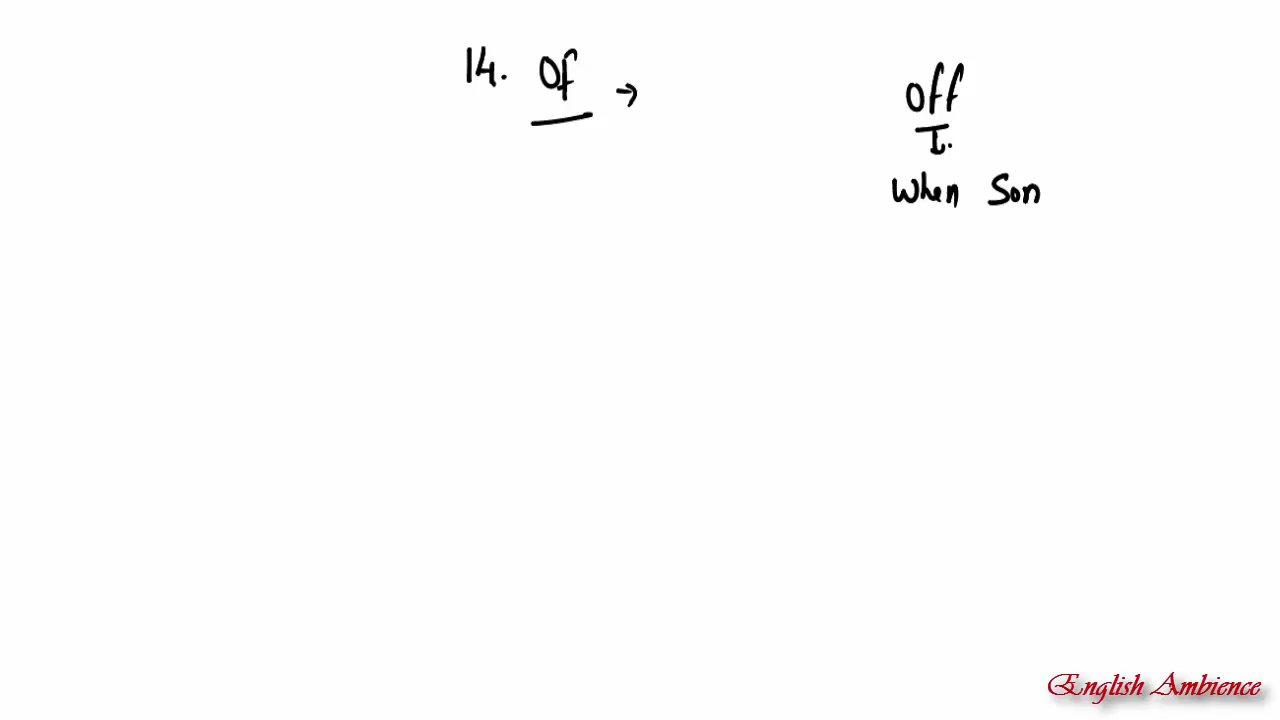 14. Of →
off
I.
When Son
English Ambience